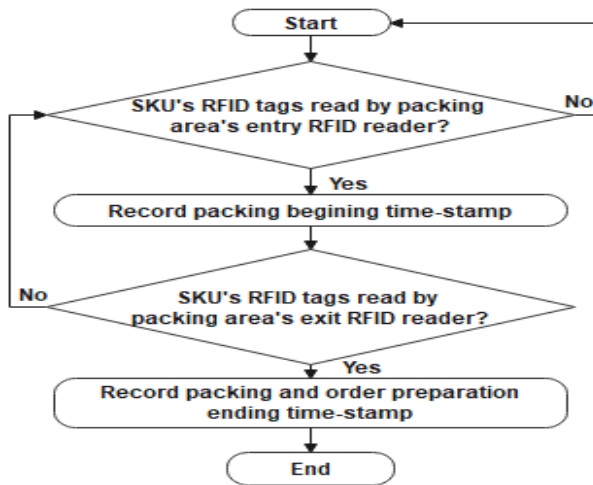 Start
SKU's RFID tags read by packing
area's entry RFID reader?
No
Yes
Record packing begining time-stamp
No
SKU's RFID tags read by
packing area's exit RFID reader?
Yes
Record packing and order preparation
ending time-stamp
End